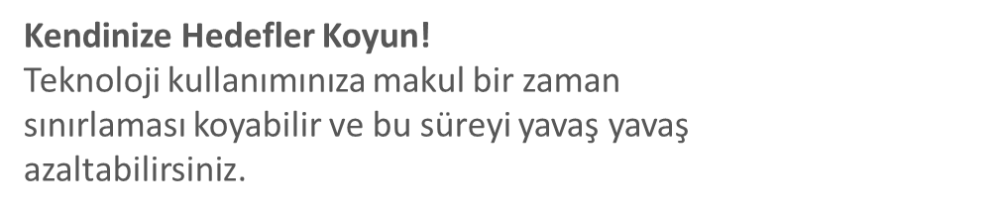 Kendinize Hedefler Koyun!
Teknoloji kullanımınıza makul bir zaman
sınırlaması koyabilir ve bu süreyi yavaş yavaş
azaltabilirsiniz.